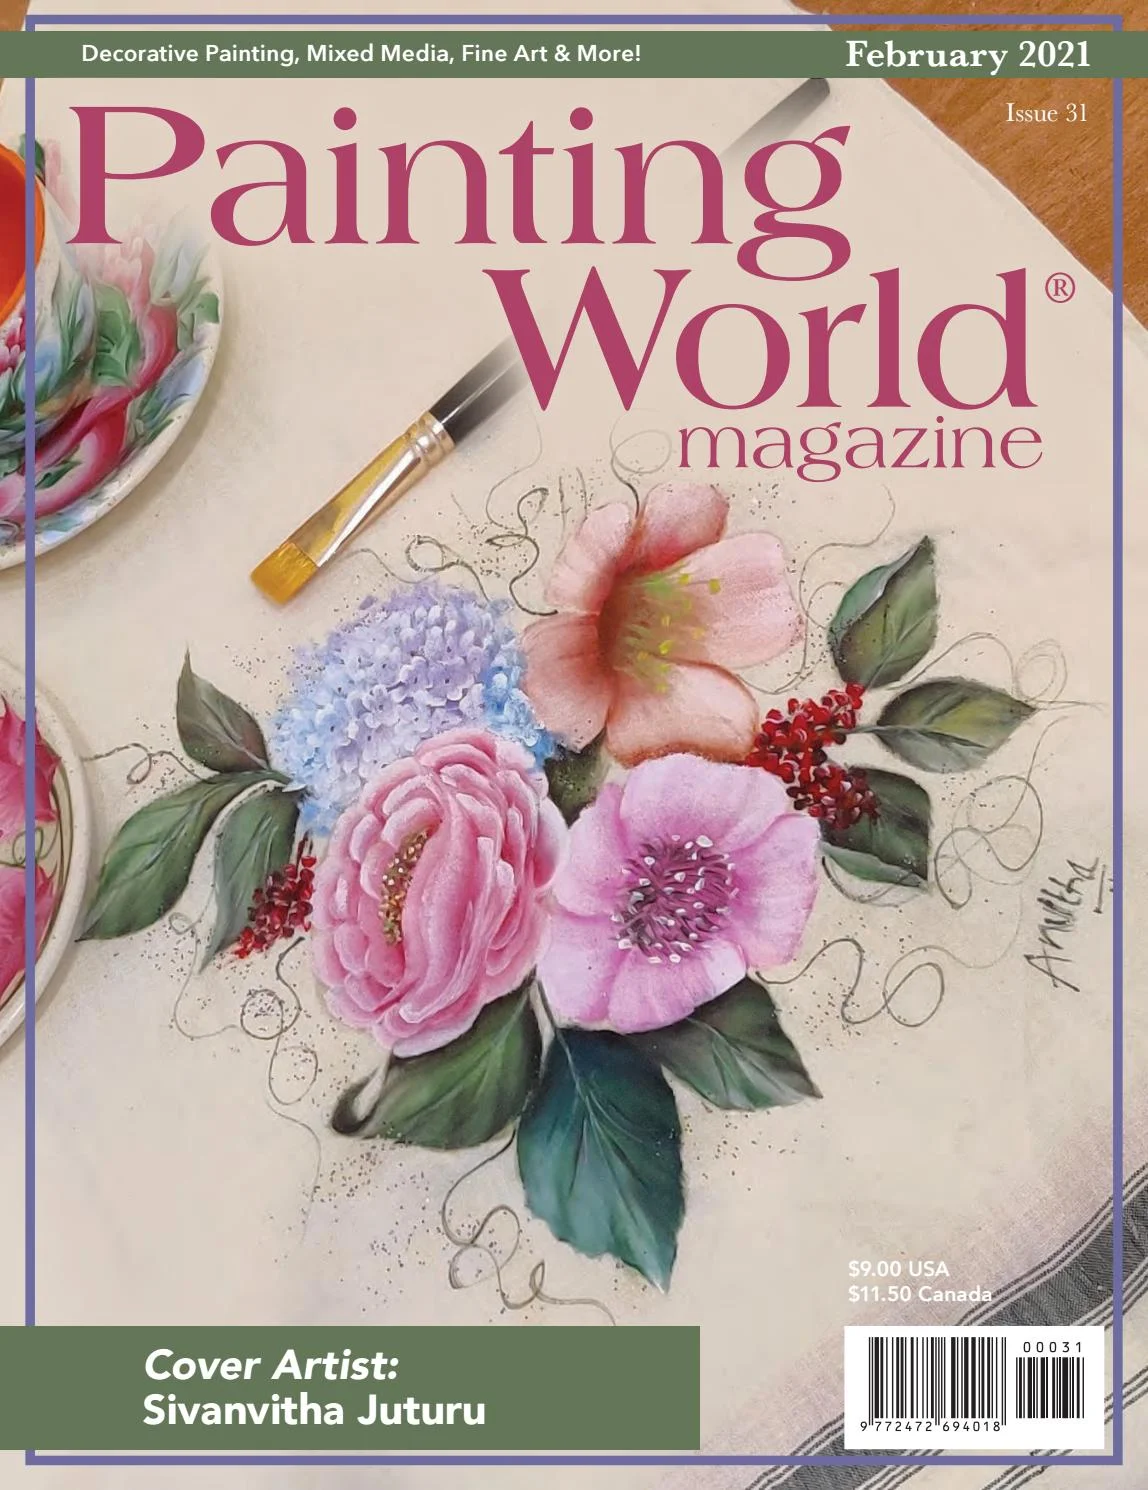 Decorative Painting, Mixed Media, Fine Art & More!
February 2021
Issue 31
Painting
World®
magazine
Anvitha
$9.00 USA
$11.50 Canada
Cover Artist:
Sivanvitha Juturu
00031
9 772472 694018